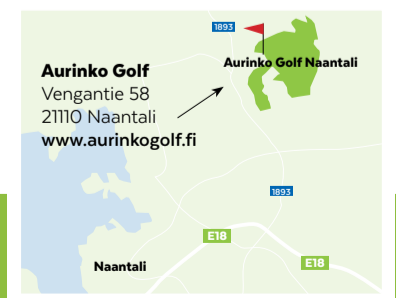 1893
Aurinko Golf Naantali
Aurinko Golf
Vengantie 58
21110 Naantali
www.aurinkogolf.fi
1893
E18
E18
Naantali